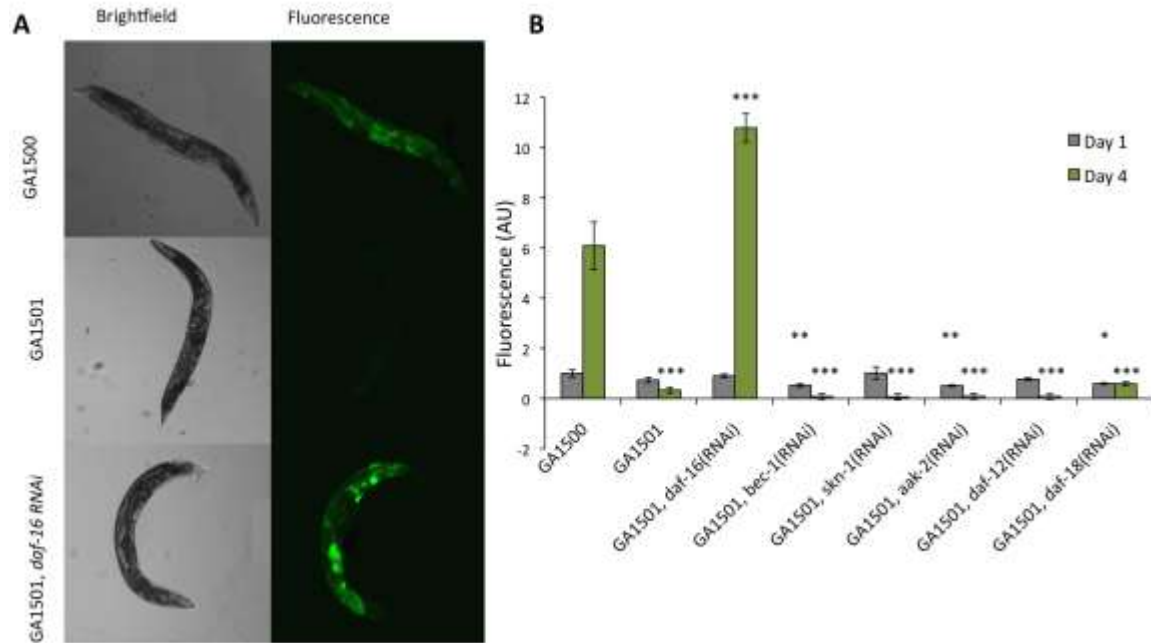 A
Brightfield
Fluorescence
GA1500
GA1501
GA1501, daf-16 RNAi
B
Fluorescence (AU)
12
10
8
6
4
2
0
-2
***
***
**
***
***
**
***
***
*
***
Day 1
Day 4
GA1500
GA1501
GA1501, daf-16(RNAi)
GA1501, bec-1(RNAi)
GA1501, skn-1(RNAi)
GA1501, aak-2(RNAi)
GA1501, daf-12(RNAi)
GA1501, daf-18(RNAi)